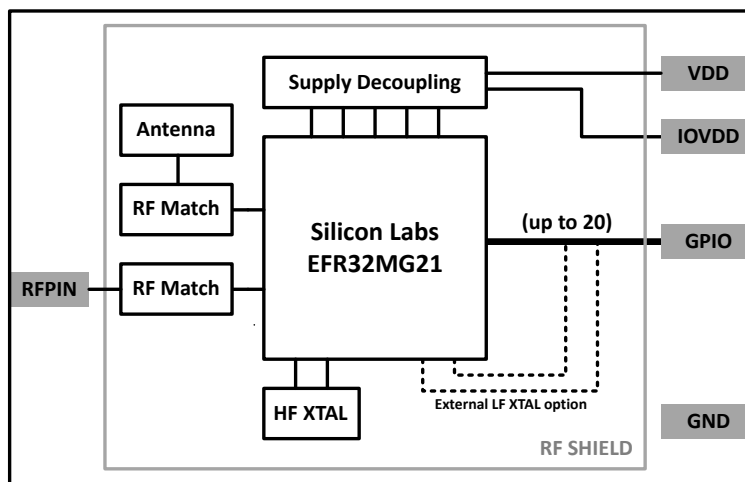 Supply Decoupling
VDD
IOVDD
Antenna
RF Match
Silicon Labs
EFR32MG21
(up to 20)
GPIO
RFPIN
RF Match
External LF XTAL option
HF XTAL
GND
RF SHIELD